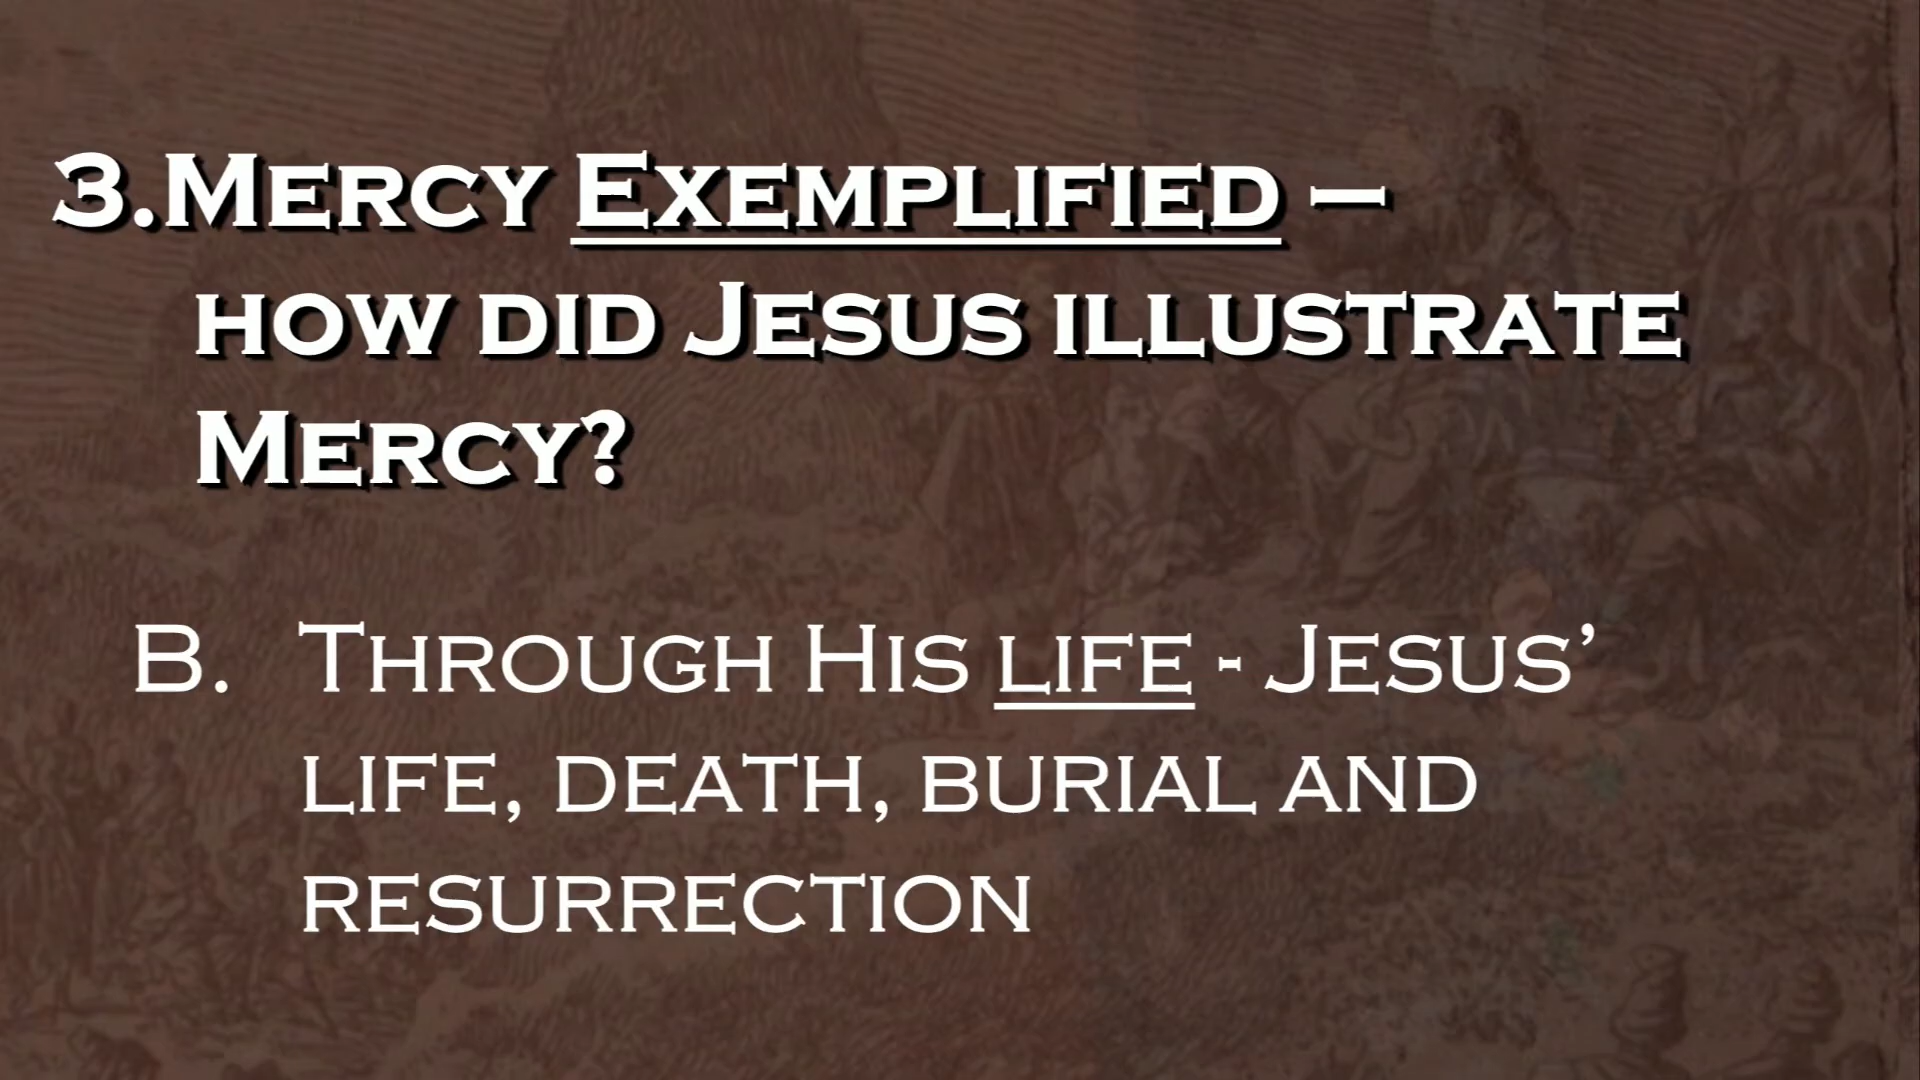 3.Mercy Exemplified –
how did Jesus illustrate
Mercy?
B. Through His life - Jesus’
life, death, burial and
resurrection